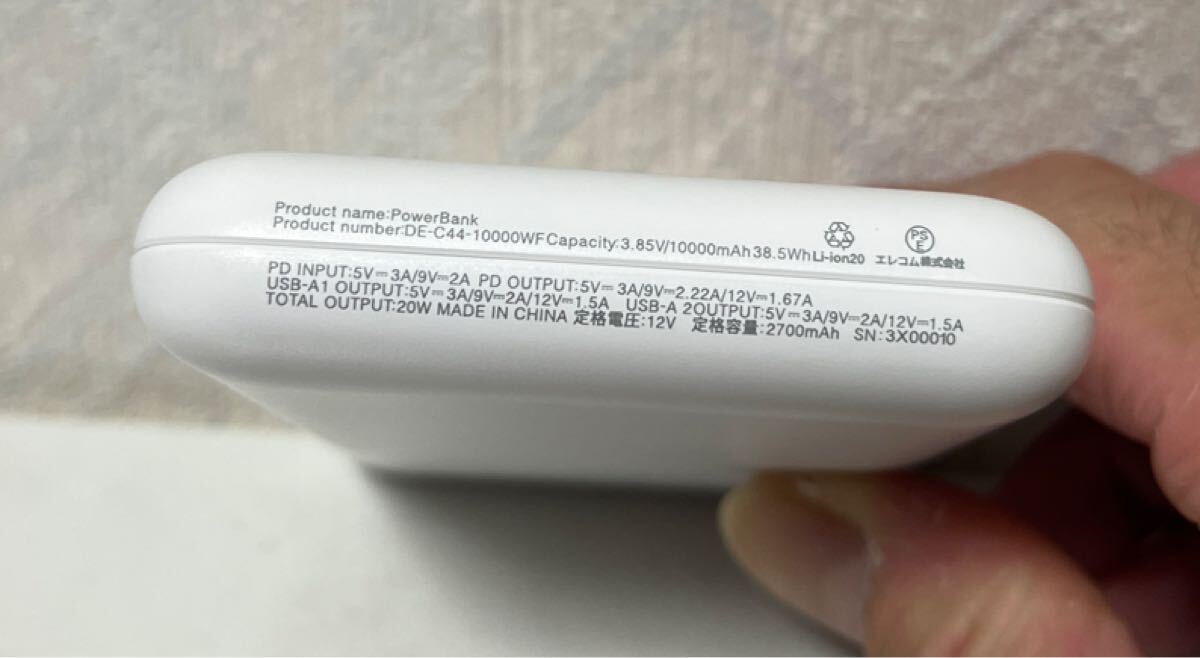 Product name:PowerBank
Product number:DE-C44-10000WF Capacity:3.85V/10000mAh 38.5Wh Li-ion20 PSE エレコム株式会社
PD INPUT:5V⎓3A/9V⎓2A PD OUTPUT:5V⎓3A/9V⎓2.22A/12V⎓1.67A
USB-A1 OUTPUT:5V⎓3A/9V⎓2A/12V⎓1.5A USB-A 2OUTPUT:5V⎓3A/9V⎓2A/12V⎓1.5A
TOTAL OUTPUT:20W MADE IN CHINA 定格電圧:12V 定格容量:2700mAh SN:3X00010